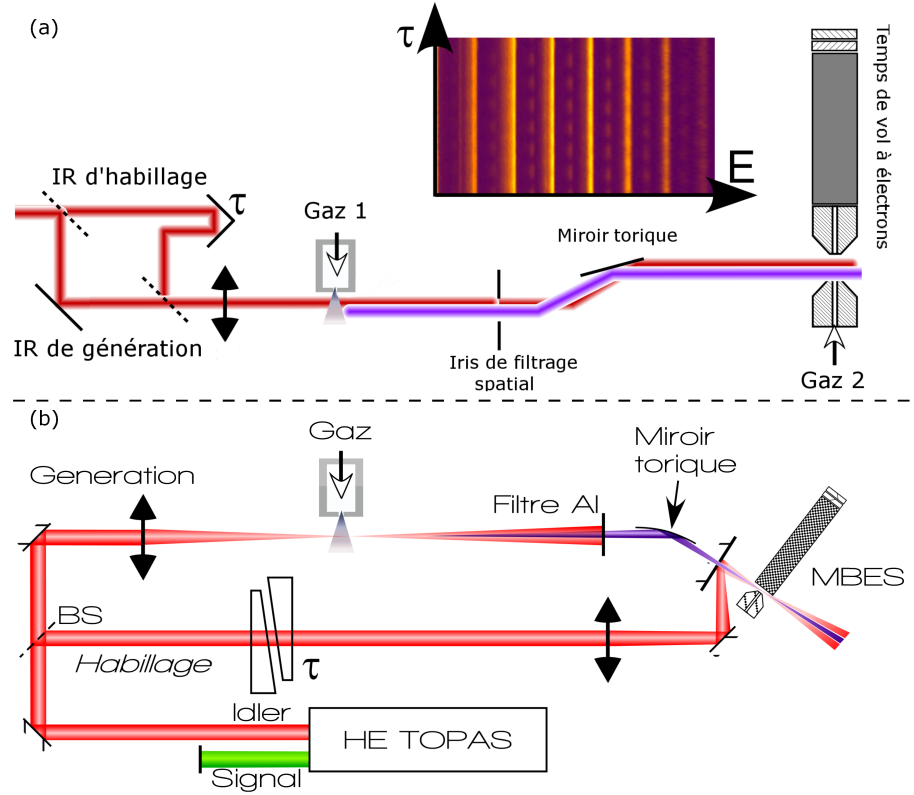 (a)
τ
E
IR d'habillage
τ
Gaz 1
Miroir torique
Temps de vol à électrons
IR de génération
Iris de filtrage
spatial
Gaz 2
(b)
Gaz
Miroir
torique
Generation
Filtre Al
MBES
BS
Habillage
τ
Idler
HE TOPAS
Signal